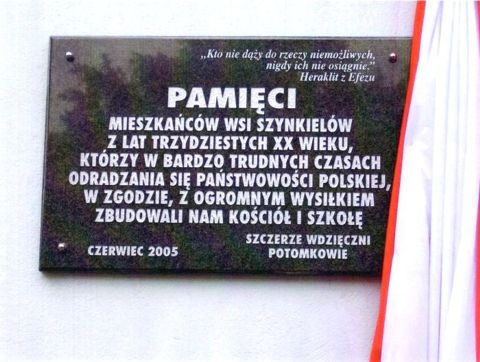 „Kto nie dąży do rzeczy niemożliwych,
nigdy ich nie osiągnie."
Heraklit z Efezu
PAMIĘCI
MIESZKAŃCÓW WSI SZYNKIELÓW
Z LAT TRZYDZIESTYCH XX WIEKU,
KTÓRZY W BARDZO TRUDNYCH CZASACH
ODRADZANIA SIĘ PAŃSTWOWOŚCI POLSKIEJ,
W ZGODZIE, Z OGROMNYM WYSIŁKIEM
ZBUDOWALI NAM KOŚCIÓŁ I SZKOŁĘ
SZCZERZE WDZIĘCZNI
POTOMKOWIE
CZERWIEC 2005